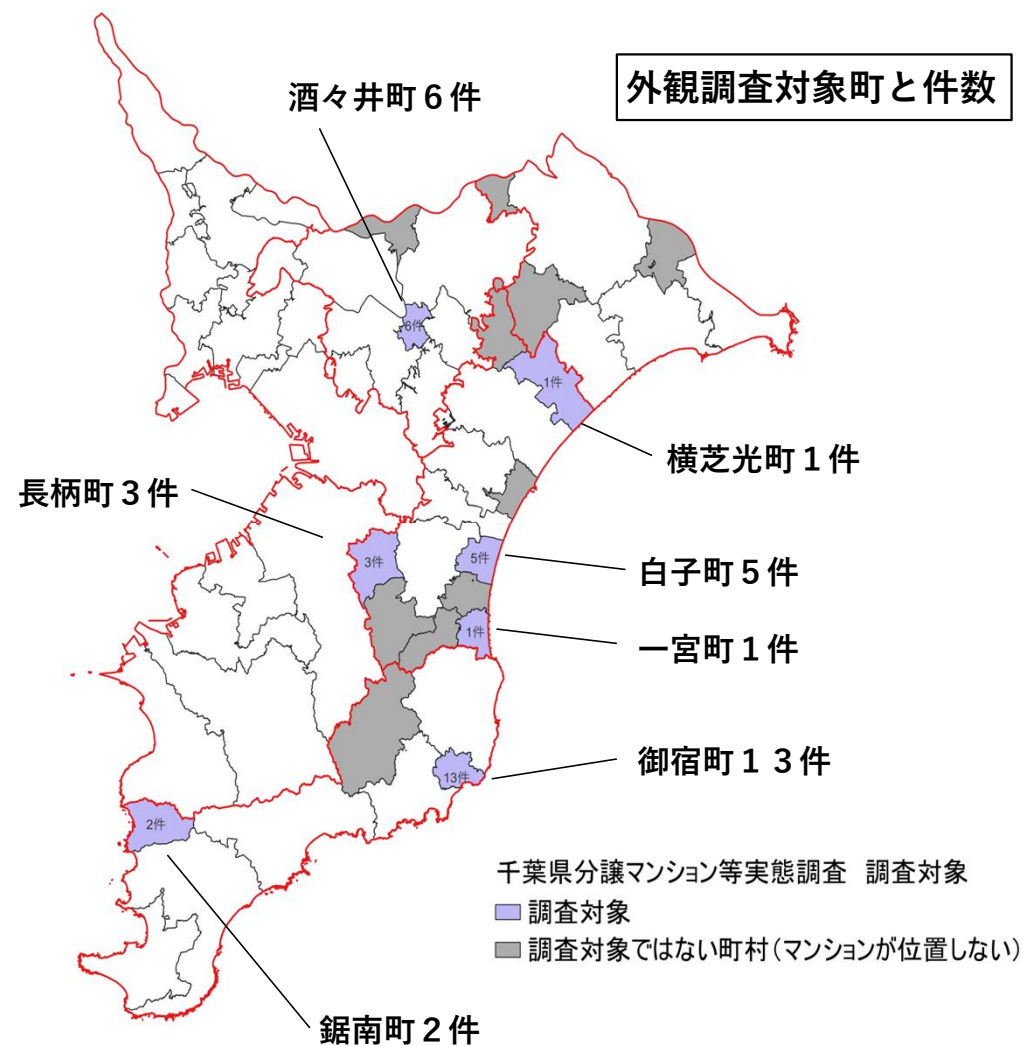 外観調査対象町と件数
酒々井町6件
6件
1件
横芝光町1件
長柄町3件
3件
5件
白子町5件
1件
一宮町1件
御宿町13件
13件
2件
千葉県分譲マンション等実態調査 調査対象
調査対象
調査対象ではない町村(マンションが位置しない)
鋸南町2件